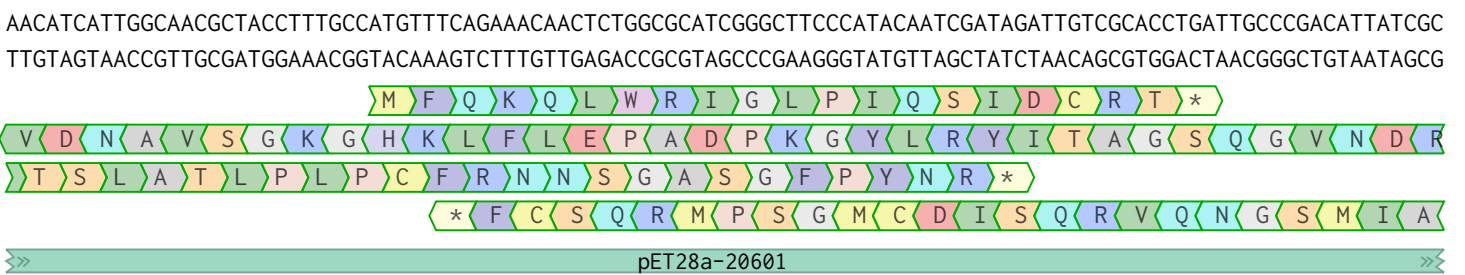 AACATCATTGGCAACGCTACCTTTGCCATGTTTCAGAAACAACTCTGGCGCATCGGGCTTCCCATACAATCGATAGATTGTCGCACCTGATTGCCCGACATTATCGC
TTGTAGTAACCGTTGCGATGGAAACGGTACAAAGTCTTTGTTGAGACCGCGTAGCCCGAAGGGTATGTTAGCTATCTAACAGCGTGGACTAACGGGCTGTAATAGCG
M F Q K Q L W R I G L P I Q S I D C R T *
V D N A V S G K G H K L F L E P A D P K G Y L R Y I T A G S Q G V N D R
T S L A T L P L P C F R N N S G A S G F P Y N R *
* F C S Q R M P S G M C D I S Q R V Q N G S M I A
pET28a-20601